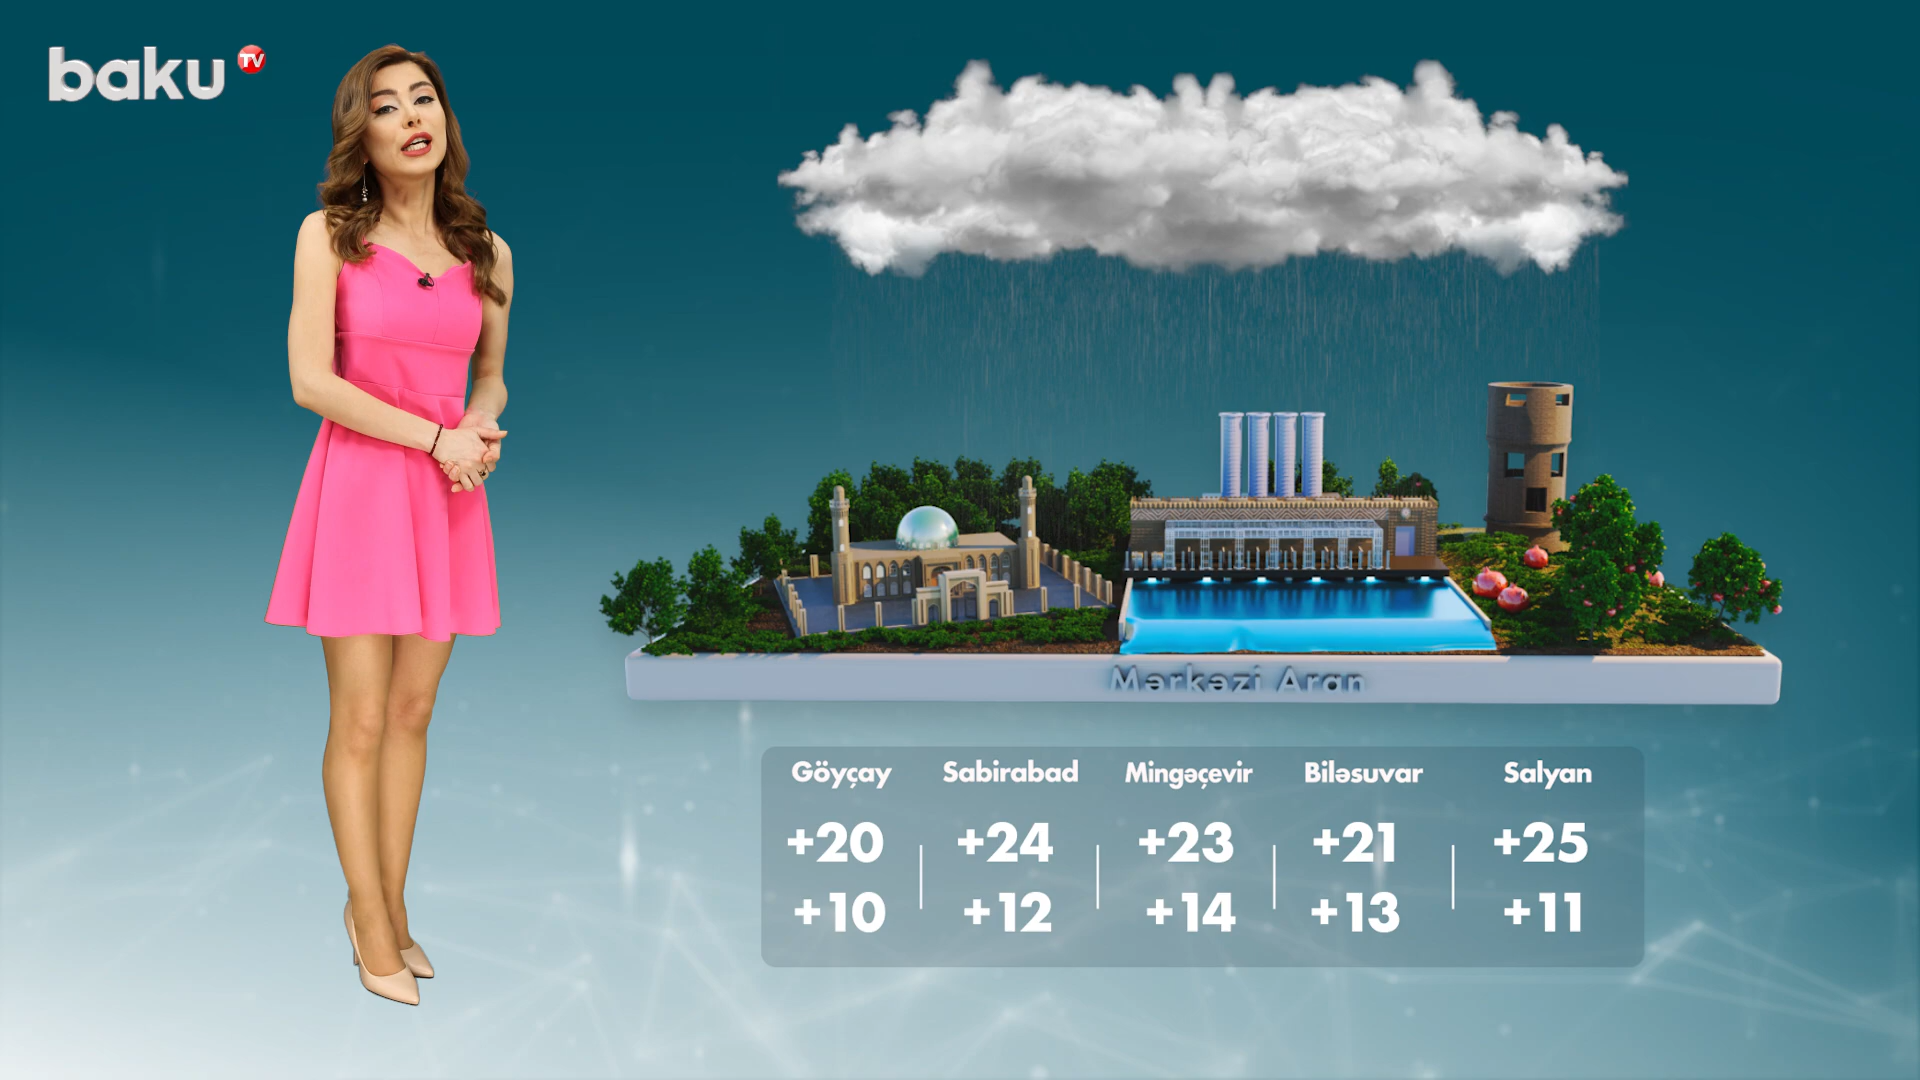 baku TV
Mərkəzi Aran
Göyçay Sabirabad Mingəçevir Biləsuvar Salyan
+20 +24 +23 +21 +25
+10 +12 +14 +13 +11